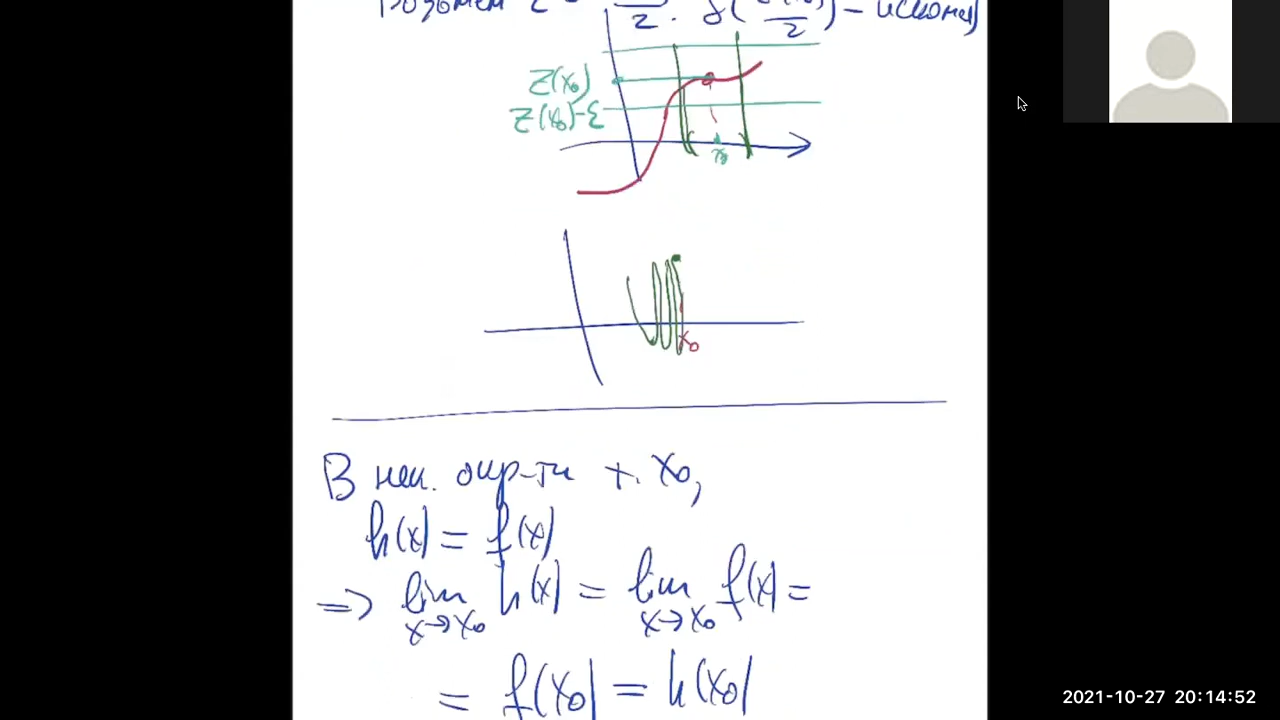 z(x₀)
z(x₀)-ε
x₀
x₀
В нек. окр-ти т. x₀,
h(x) = f(x)
=> lim h(x) = lim f(x) =
x→x₀ x→x₀
= f(x₀) = h(x₀)
2021-10-27 20:14:52